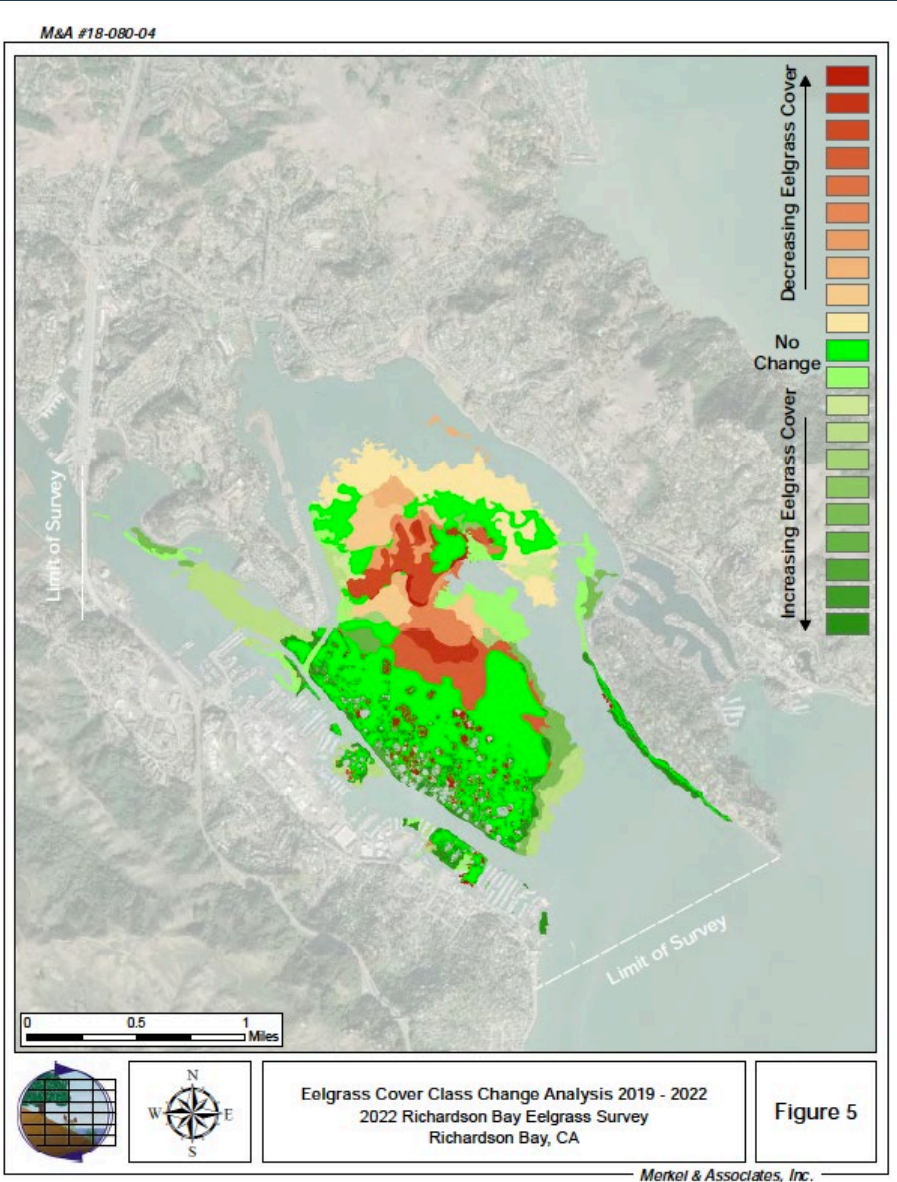 M&A #18-080-04
Decreasing Eelgrass Cover
No
Change
Increasing Eelgrass Cover
Limit of Survey
Limit of Survey
0 0.5 1
Miles
N
W E
S
Eelgrass Cover Class Change Analysis 2019 - 2022
2022 Richardson Bay Eelgrass Survey
Richardson Bay, CA
Figure 5
Merkel & Associates, Inc.